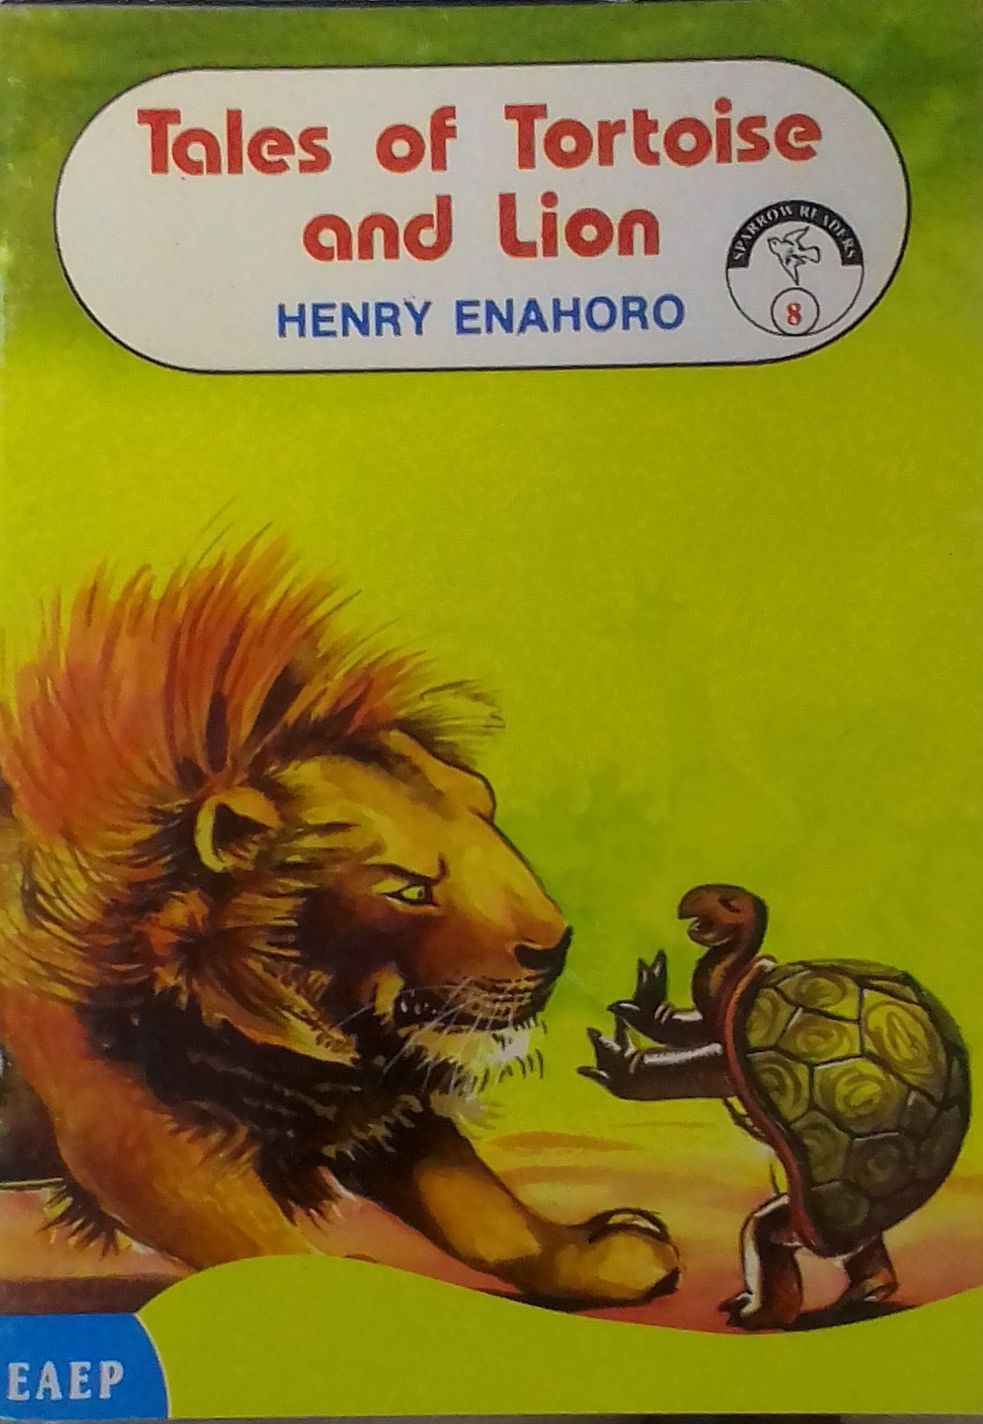 Tales of Tortoise
and Lion
HENRY ENAHORO
SPARROW READERS
8
EAEP